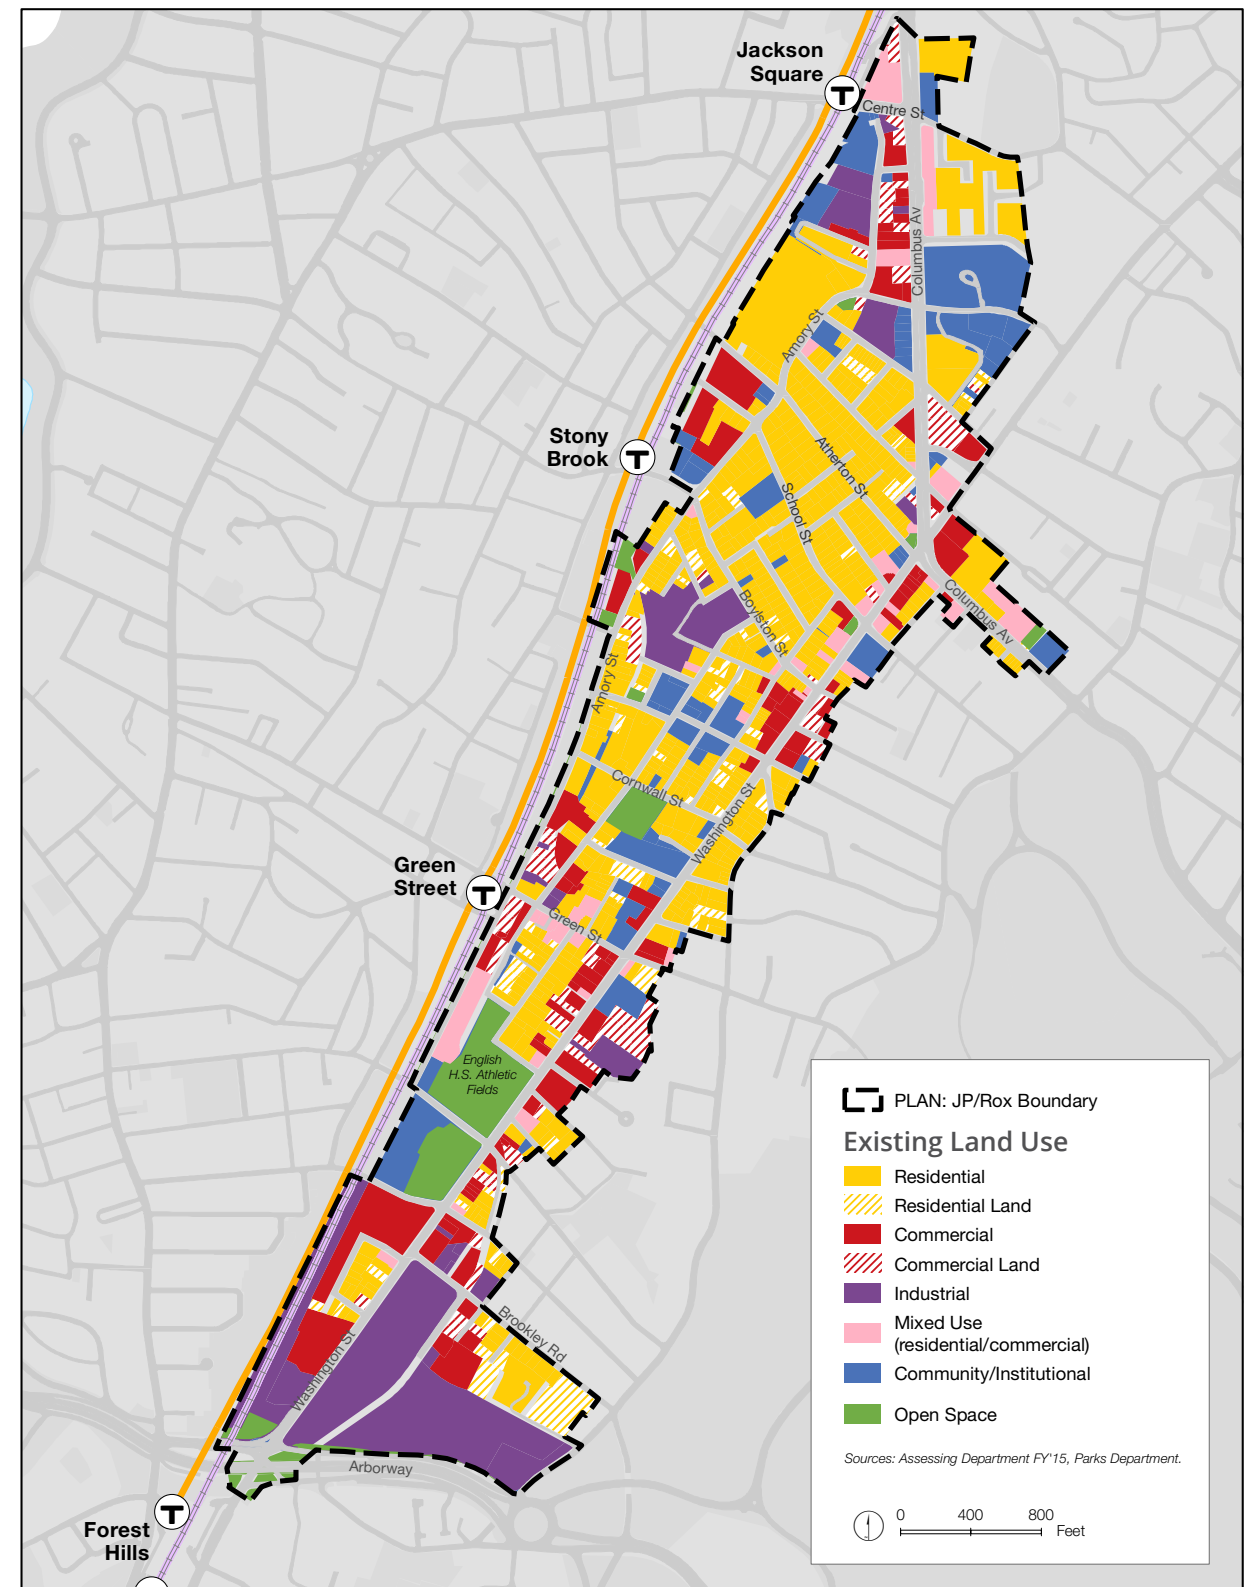 Jackson
Square
T
Centre St
Columbus Av
Amory St
Stony
Brook
T
Atherton St
School St
Columbus Av
Boylston St
Amory St
Cornwall St
Washington St
Green
Street
T
Green St
English
H.S. Athletic
Fields
PLAN: JP/Rox Boundary
Existing Land Use
Residential
Residential Land
Commercial
Commercial Land
Industrial
Mixed Use
(residential/commercial)
Community/Institutional
Open Space
Sources: Assessing Department FY'15, Parks Department.
0 400 800
Feet
Brookley Rd
Washington St
Arborway
T
Forest
Hills